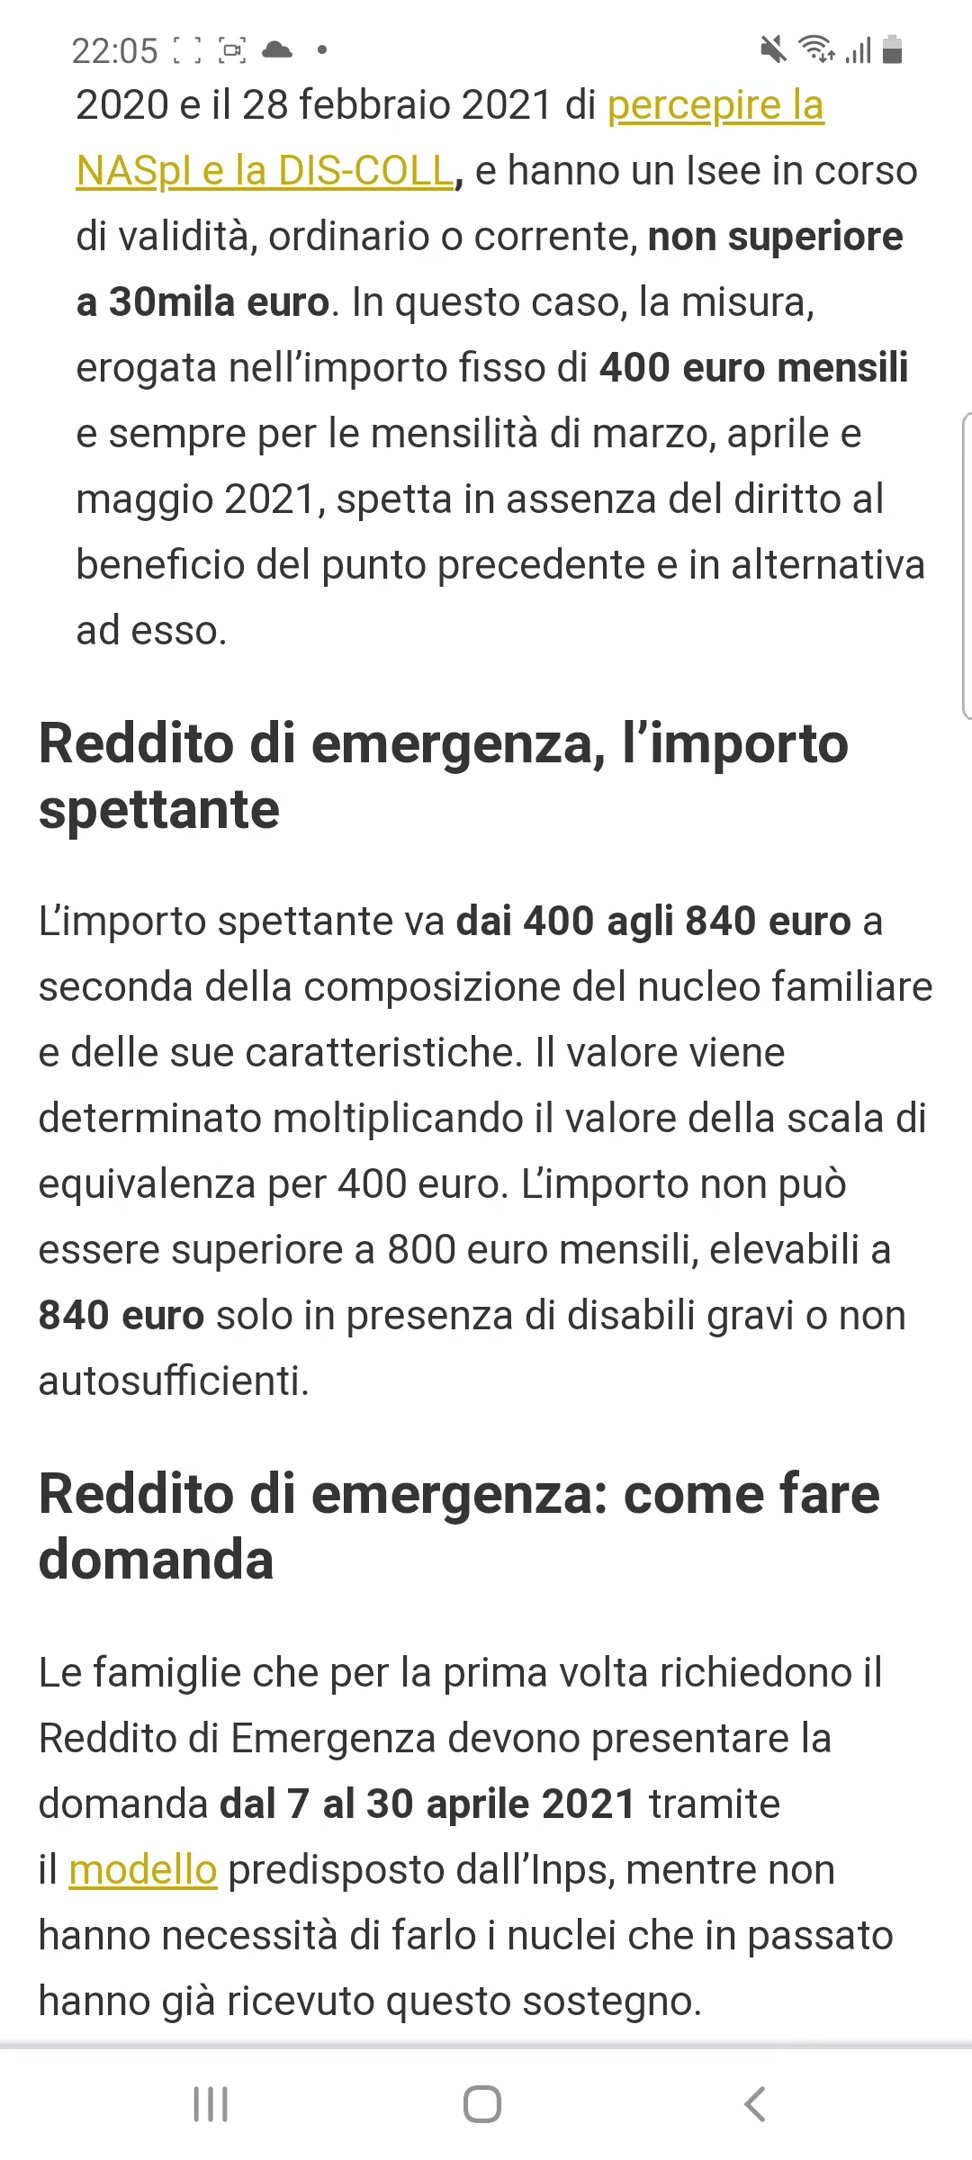 22:05
2020 e il 28 febbraio 2021 di percepire la
NASpI e la DIS-COLL, e hanno un Isee in corso
di validità, ordinario o corrente, non superiore
a 30mila euro. In questo caso, la misura,
erogata nell’importo fisso di 400 euro mensili
e sempre per le mensilità di marzo, aprile e
maggio 2021, spetta in assenza del diritto al
beneficio del punto precedente e in alternativa
ad esso.
Reddito di emergenza, l’importo
spettante
L’importo spettante va dai 400 agli 840 euro a
seconda della composizione del nucleo familiare
e delle sue caratteristiche. Il valore viene
determinato moltiplicando il valore della scala di
equivalenza per 400 euro. L’importo non può
essere superiore a 800 euro mensili, elevabili a
840 euro solo in presenza di disabili gravi o non
autosufficienti.
Reddito di emergenza: come fare
domanda
Le famiglie che per la prima volta richiedono il
Reddito di Emergenza devono presentare la
domanda dal 7 al 30 aprile 2021 tramite
il modello predisposto dall’Inps, mentre non
hanno necessità di farlo i nuclei che in passato
hanno già ricevuto questo sostegno.